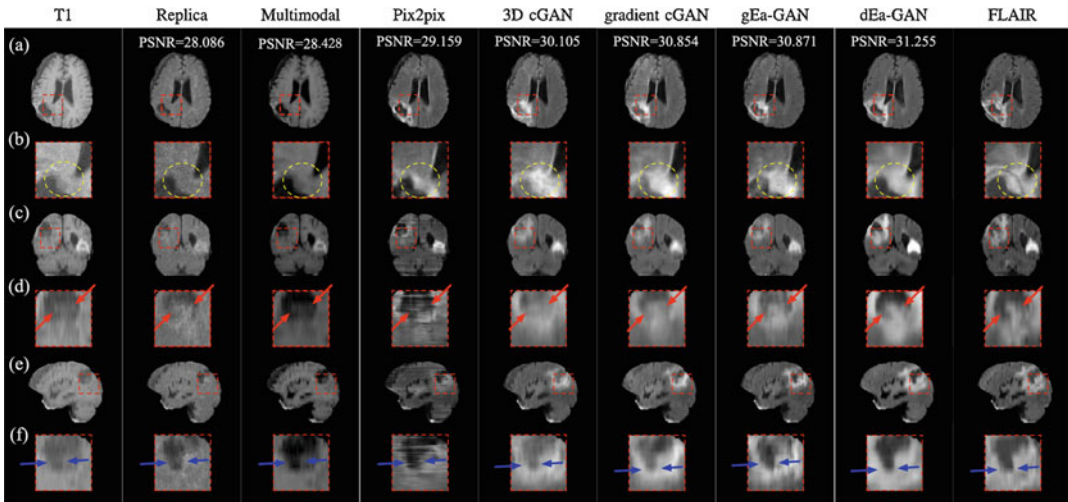 T1 Replica Multimodal Pix2pix 3D cGAN gradient cGAN gEa-GAN dEa-GAN FLAIR
(a) PSNR=28.086 PSNR=28.428 PSNR=29.159 PSNR=30.105 PSNR=30.854 PSNR=30.871 PSNR=31.255
(b)
(c)
(d)
(e)
(f)